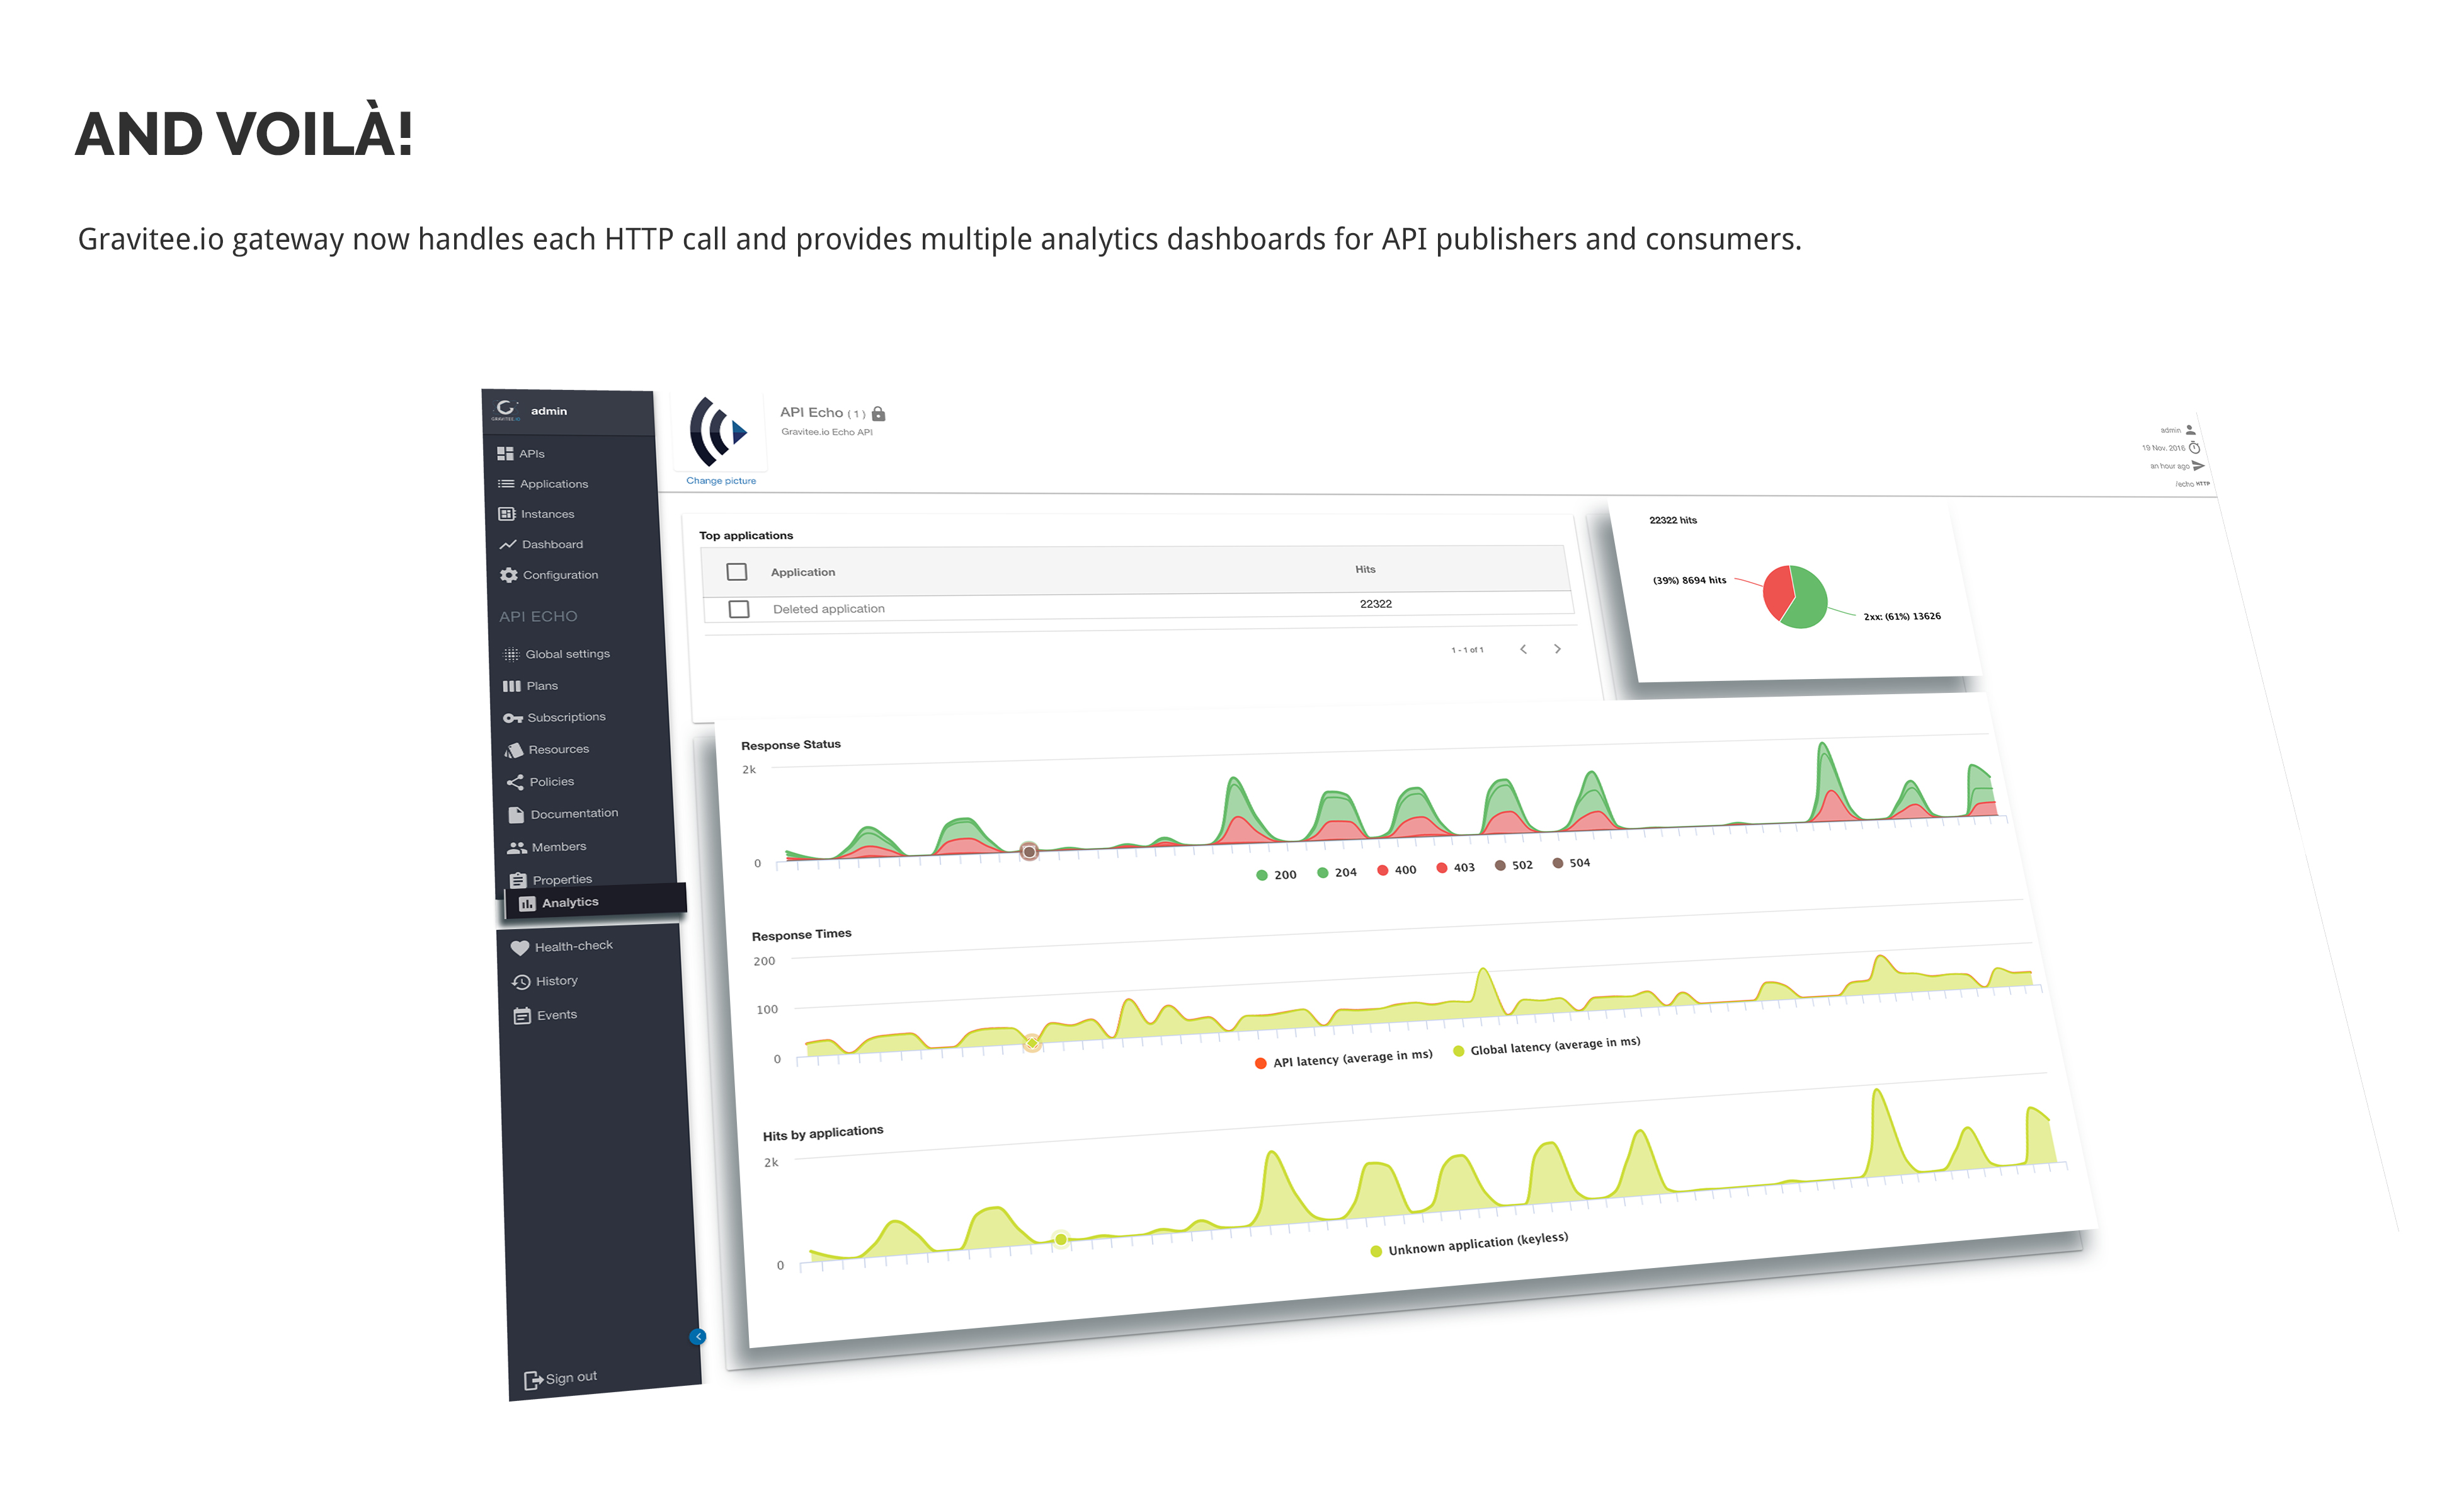 AND VOILÀ!
Gravitee.io gateway now handles each HTTP call and provides multiple analytics dashboards for API publishers and consumers.
GRAVITEE.IO
admin
APIs
Applications
Instances
Dashboard
Configuration
API ECHO
Global settings
Plans
Subscriptions
Resources
Policies
Documentation
Members
Properties
Analytics
Health-check
History
Events
Sign out
API Echo (1)
Gravitee.io Echo API
Change picture
admin
19 Nov. 2016
an hour ago
/echo HTTP
Top applications
Application Hits
Deleted application 22322
1 - 1 of 1
22322 hits
(39%) 8694 hits
2xx: (61%) 13626
Response Status
2k
0
200 204 400 403 502 504
Response Times
200
100
0
API latency (average in ms) Global latency (average in ms)
Hits by applications
2k
0
Unknown application (keyless)